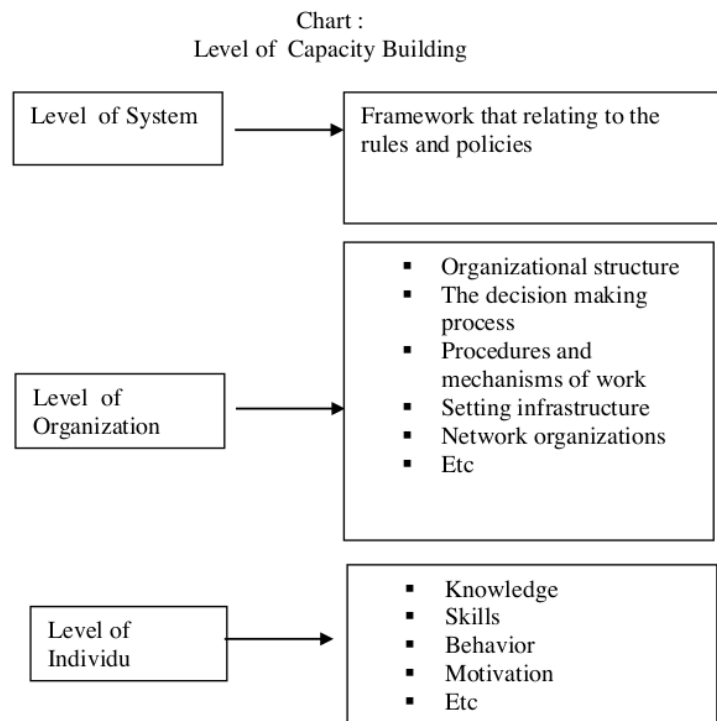 Chart :
Level of Capacity Building
Level of System
Framework that relating to the
rules and policies
Level of
Organization
▪ Organizational structure
▪ The decision making
process
▪ Procedures and
mechanisms of work
▪ Setting infrastructure
▪ Network organizations
▪ Etc
Level of
Individu
▪ Knowledge
▪ Skills
▪ Behavior
▪ Motivation
▪ Etc